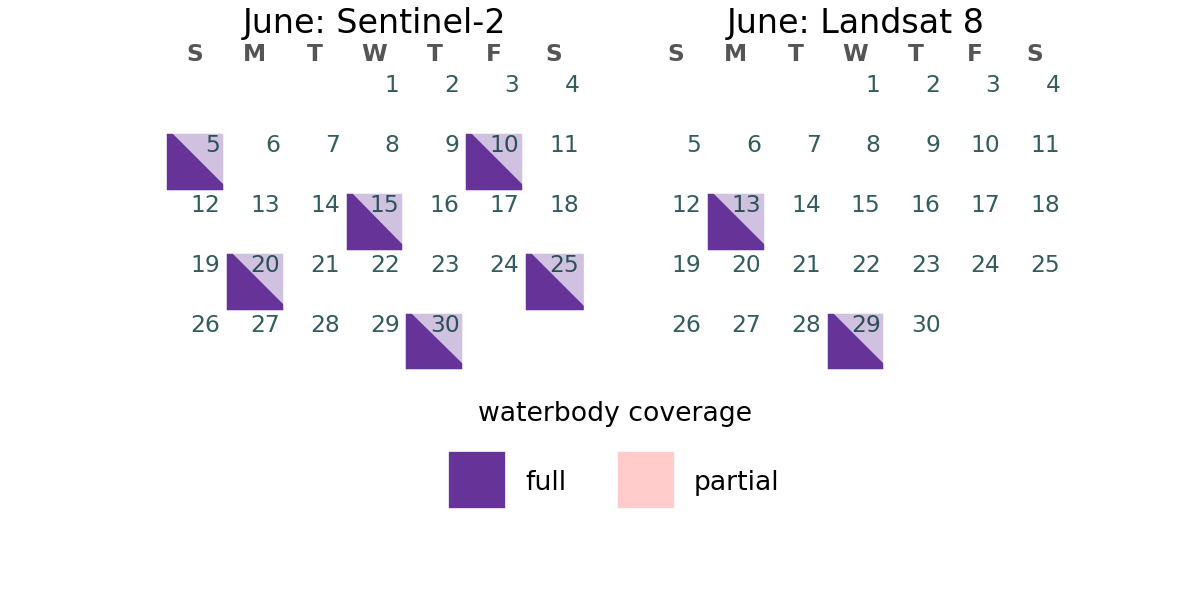 June: Sentinel-2
S M T W T F S
1 2 3 4
5 6 7 8 9 10 11
12 13 14 15 16 17 18
19 20 21 22 23 24 25
26 27 28 29 30
June: Landsat 8
S M T W T F S
1 2 3 4
5 6 7 8 9 10 11
12 13 14 15 16 17 18
19 20 21 22 23 24 25
26 27 28 29 30
waterbody coverage
full partial